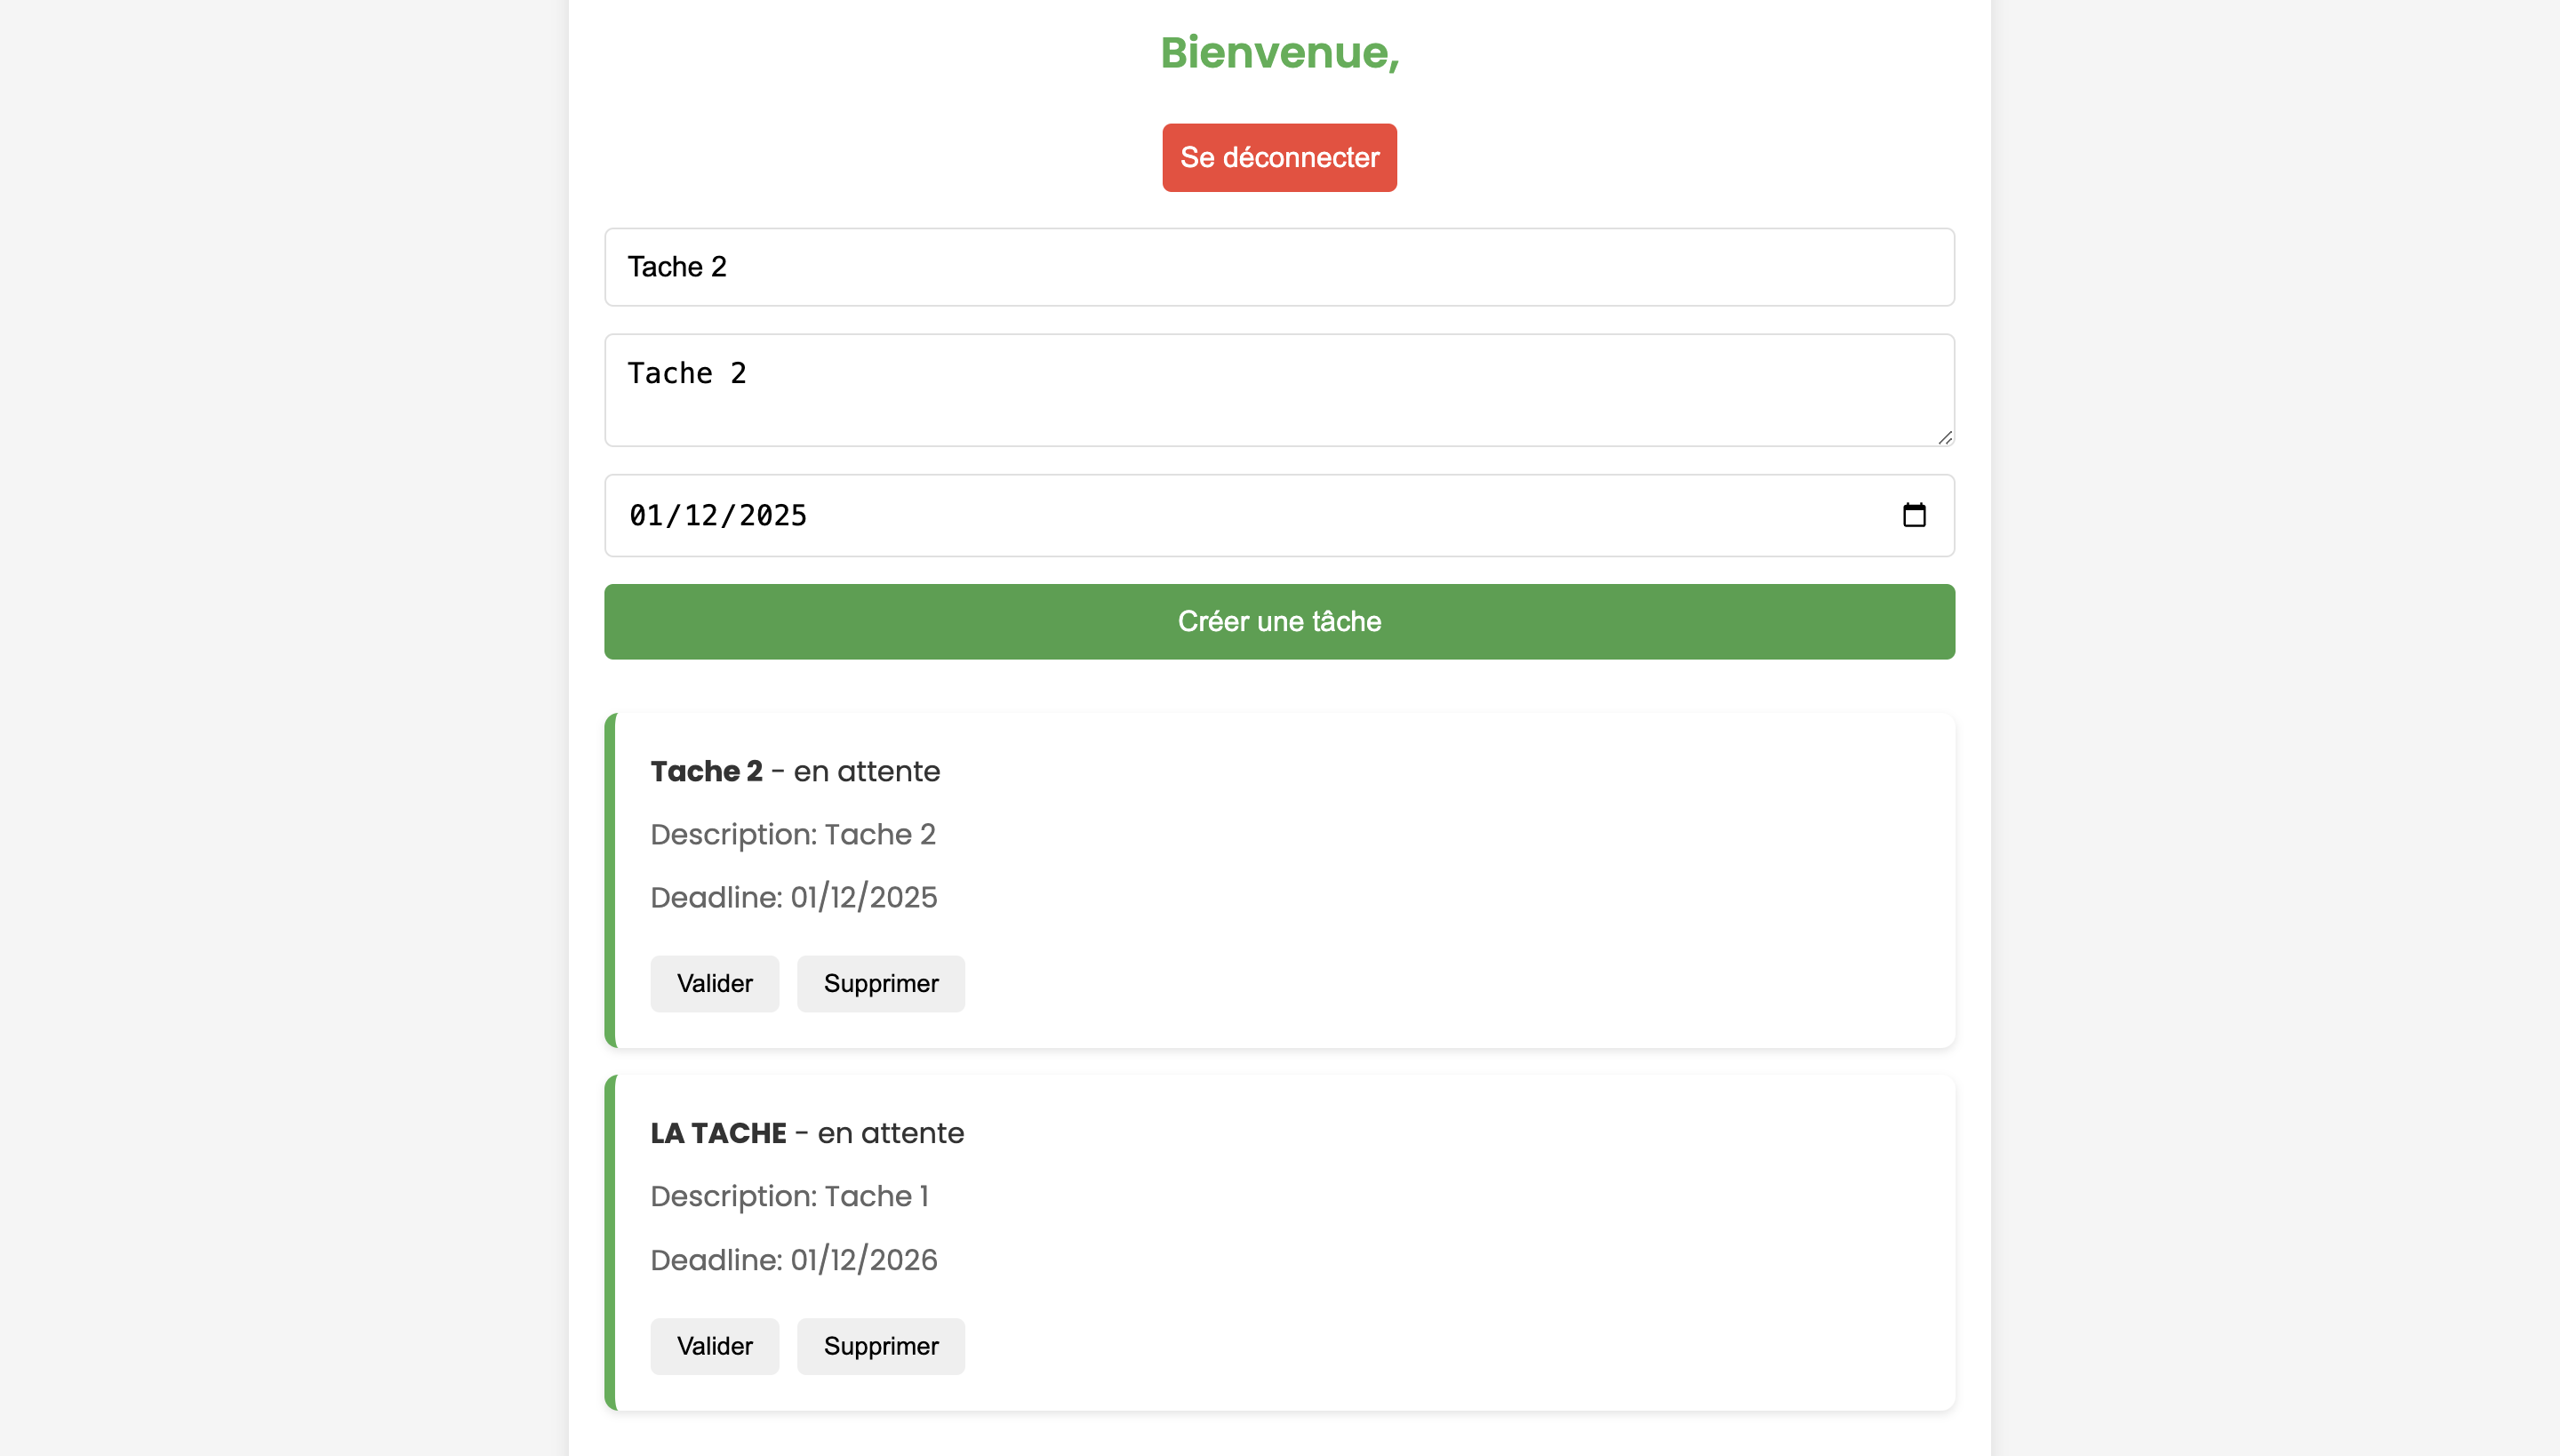 Bienvenue,
Se déconnecter
Tache 2
Tache 2
01/12/2025
Créer une tâche
Tache 2 - en attente
Description: Tache 2
Deadline: 01/12/2025
Valider Supprimer
LA TACHE - en attente
Description: Tache 1
Deadline: 01/12/2026
Valider Supprimer